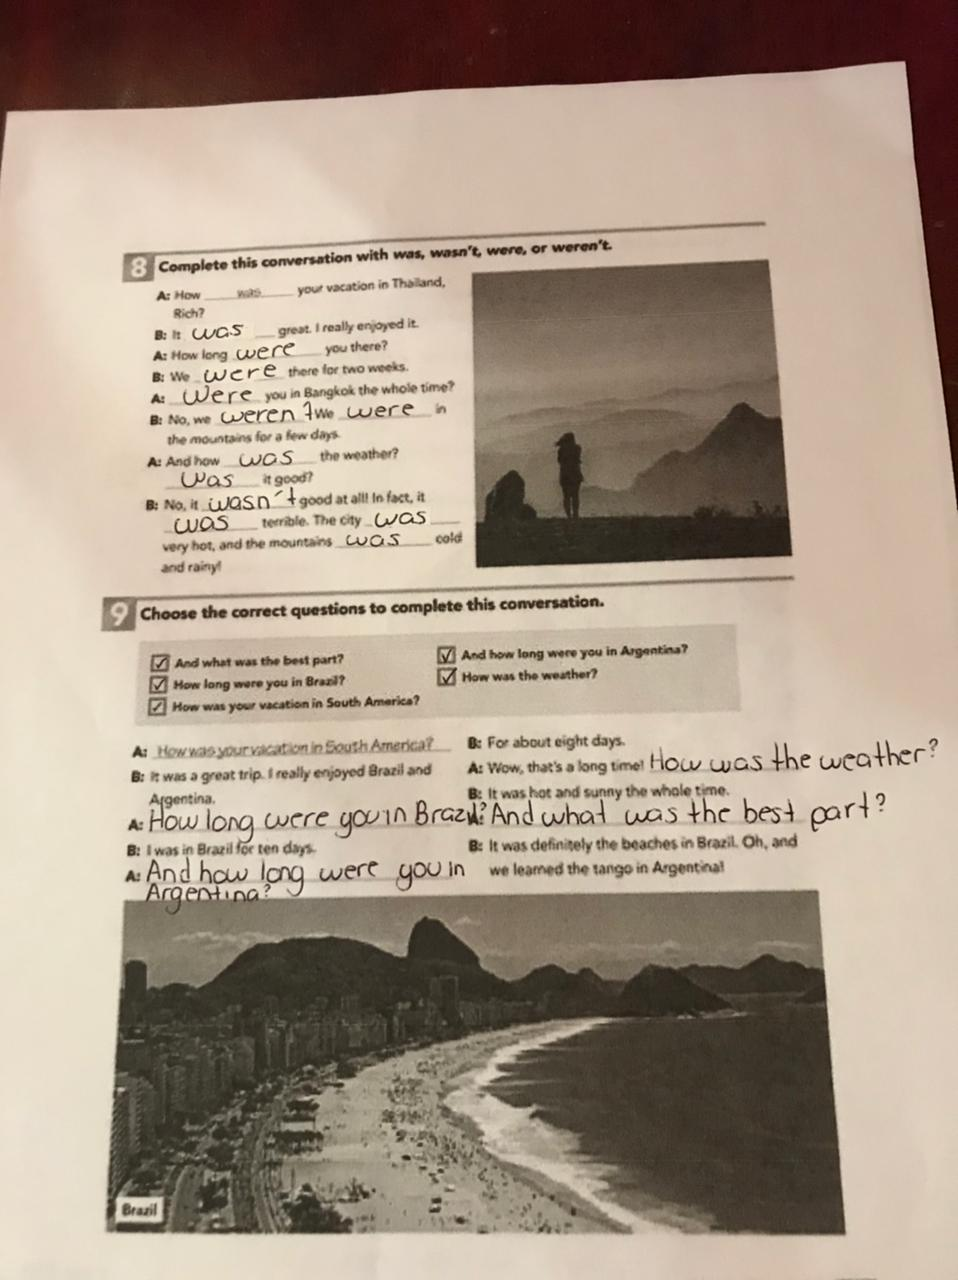 8 Complete this conversation with was, wasn't, were, or weren't.
A: How was your vacation in Thailand,
Rich?
B: It was great. I really enjoyed it.
A: How long were you there?
B: We were there for two weeks.
A: Were you in Bangkok the whole time?
B: No, we weren't We were in
the mountains for a few days.
A: And how was the weather?
Was it good?
B: No, it wasn't good at all! In fact, it
was terrible. The city was
very hot, and the mountains was cold
and rainy!
9 Choose the correct questions to complete this conversation.
☑ And what was the best part?
☑ How long were you in Brazil?
☑ How was your vacation in South America?
☑ And how long were you in Argentina?
☑ How was the weather?
A: How was your vacation in South America?
B: It was a great trip. I really enjoyed Brazil and
Argentina.
A: How long were you in Brazil?
B: I was in Brazil for ten days.
A: And how long were you in
Argentina?
B: For about eight days.
A: Wow, that's a long time! How was the weather?
B: It was hot and sunny the whole time.
A: And what was the best part?
B: It was definitely the beaches in Brazil. Oh, and
we learned the tango in Argentina!
Brazil